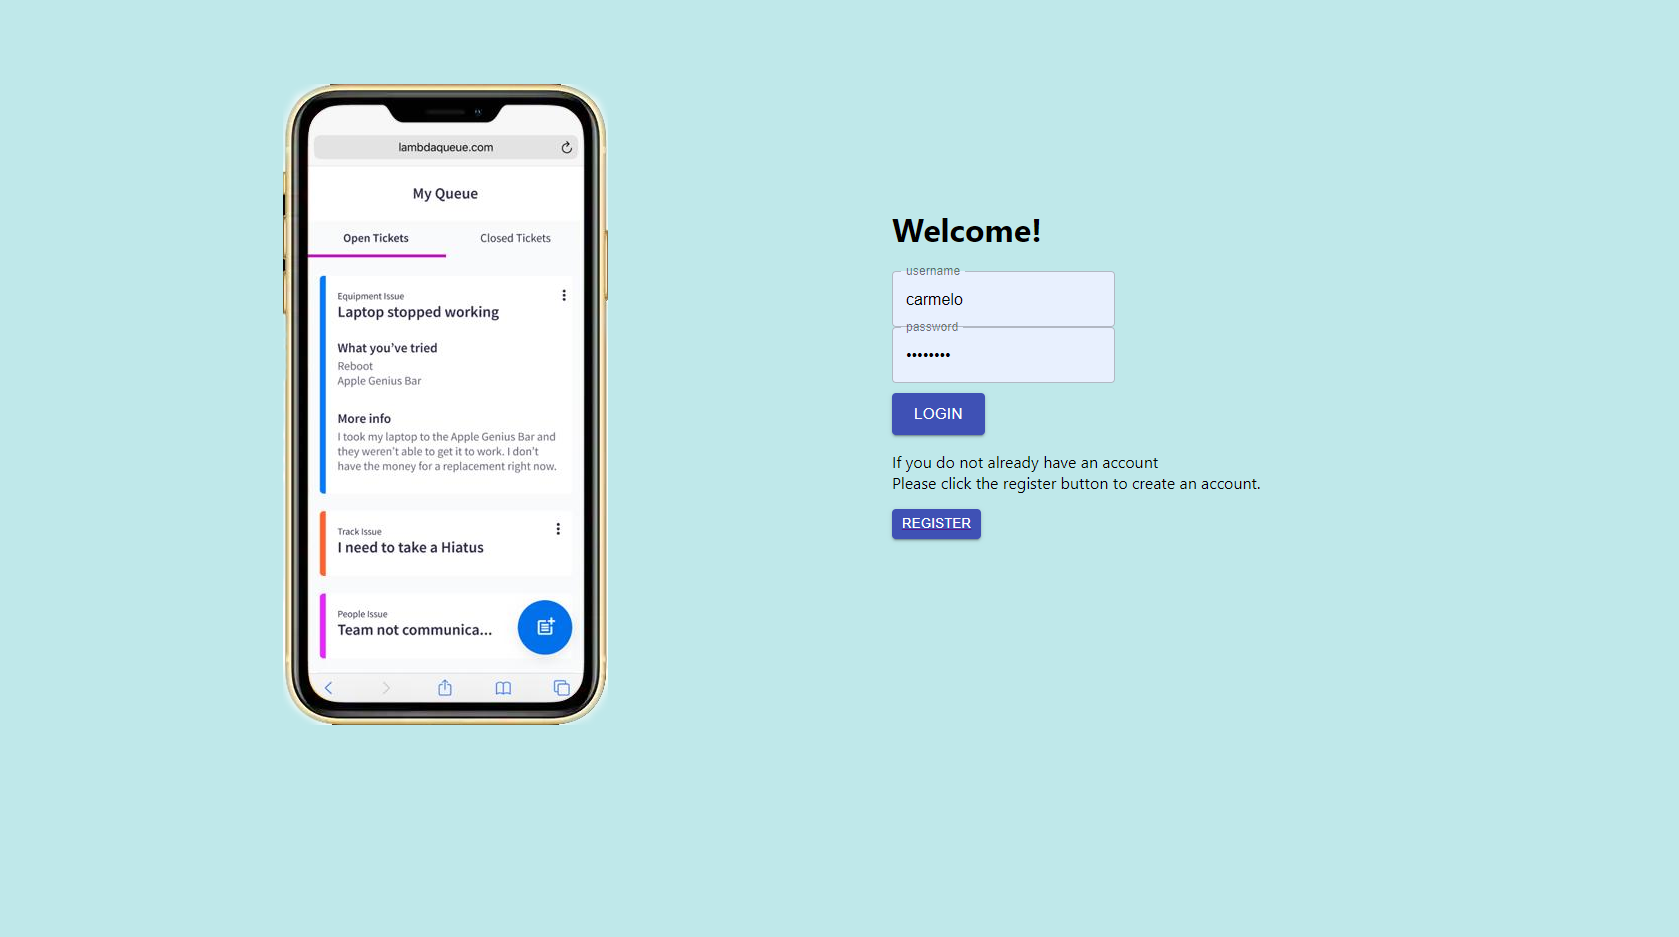 lambdaqueue.com
My Queue
Open Tickets
Closed Tickets
Equipment Issue
Laptop stopped working
What you've tried
Reboot
Apple Genius Bar
More info
I took my laptop to the Apple Genius Bar and
they weren't able to get it to work. I don't
have the money for a replacement right now.
Track Issue
I need to take a Hiatus
People Issue
Team not communica...
Welcome!
username
carmelo
password
••••••••
LOGIN
If you do not already have an account
Please click the register button to create an account.
REGISTER